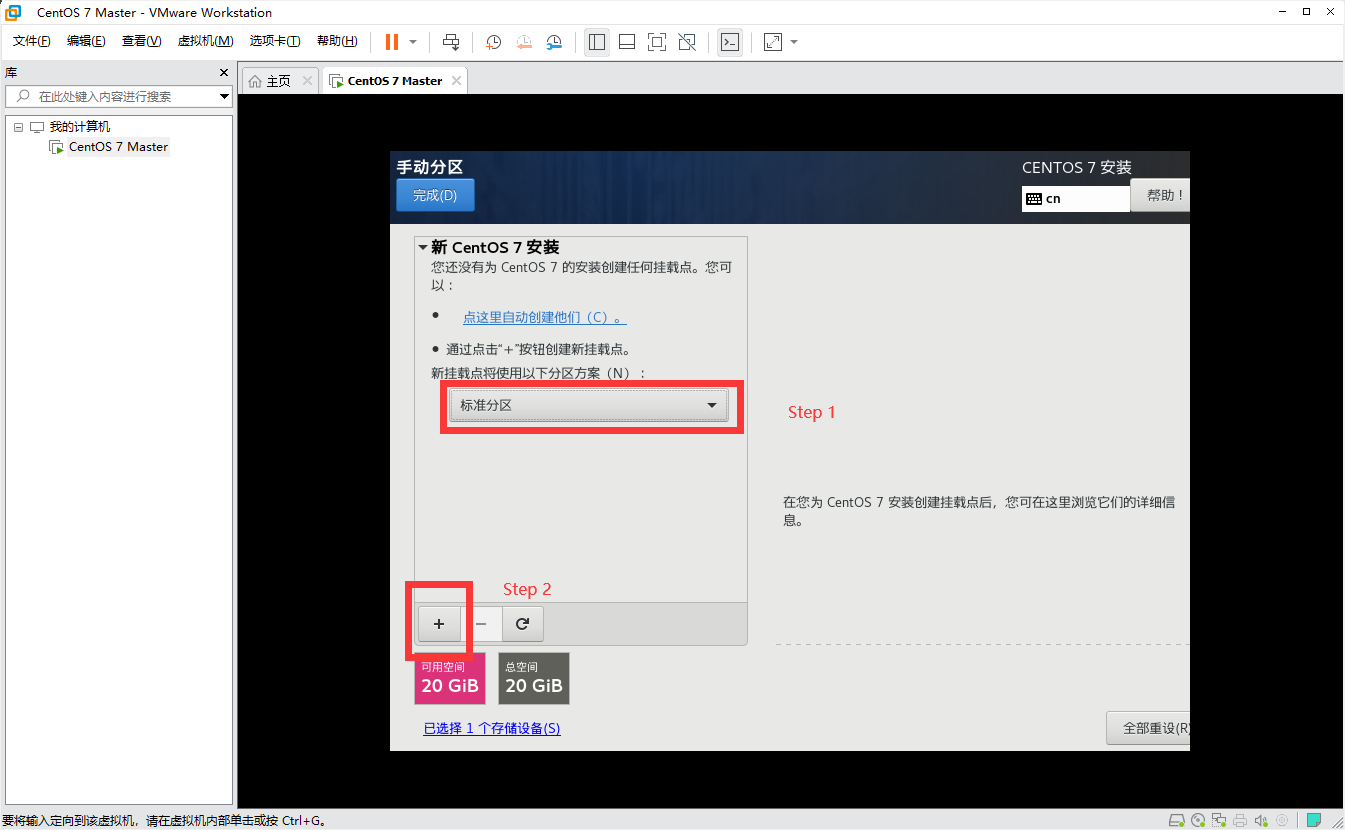 CentOS 7 Master - VMware Workstation
文件(F) 编辑(E) 查看(V) 虚拟机(M) 选项卡(T) 帮助(H)
库
在此处键入内容进行搜索
我的计算机
CentOS 7 Master
主页
CentOS 7 Master
手动分区
完成(D)
CENTOS 7 安装
cn
帮助！
新 CentOS 7 安装
您还没有为 CentOS 7 的安装创建任何挂载点。您可
以：
点这里自动创建他们（C）。
通过点击“+”按钮创建新挂载点。
新挂载点将使用以下分区方案（N）：
标准分区
Step 1
在您为 CentOS 7 安装创建挂载点后，您可在这里浏览它们的详细信
息。
Step 2
+ −
可用空间
20 GiB
总空间
20 GiB
已选择 1 个存储设备(S)
全部重设(R
要将输入定向到该虚拟机，请在虚拟机内部单击或按 Ctrl+G。